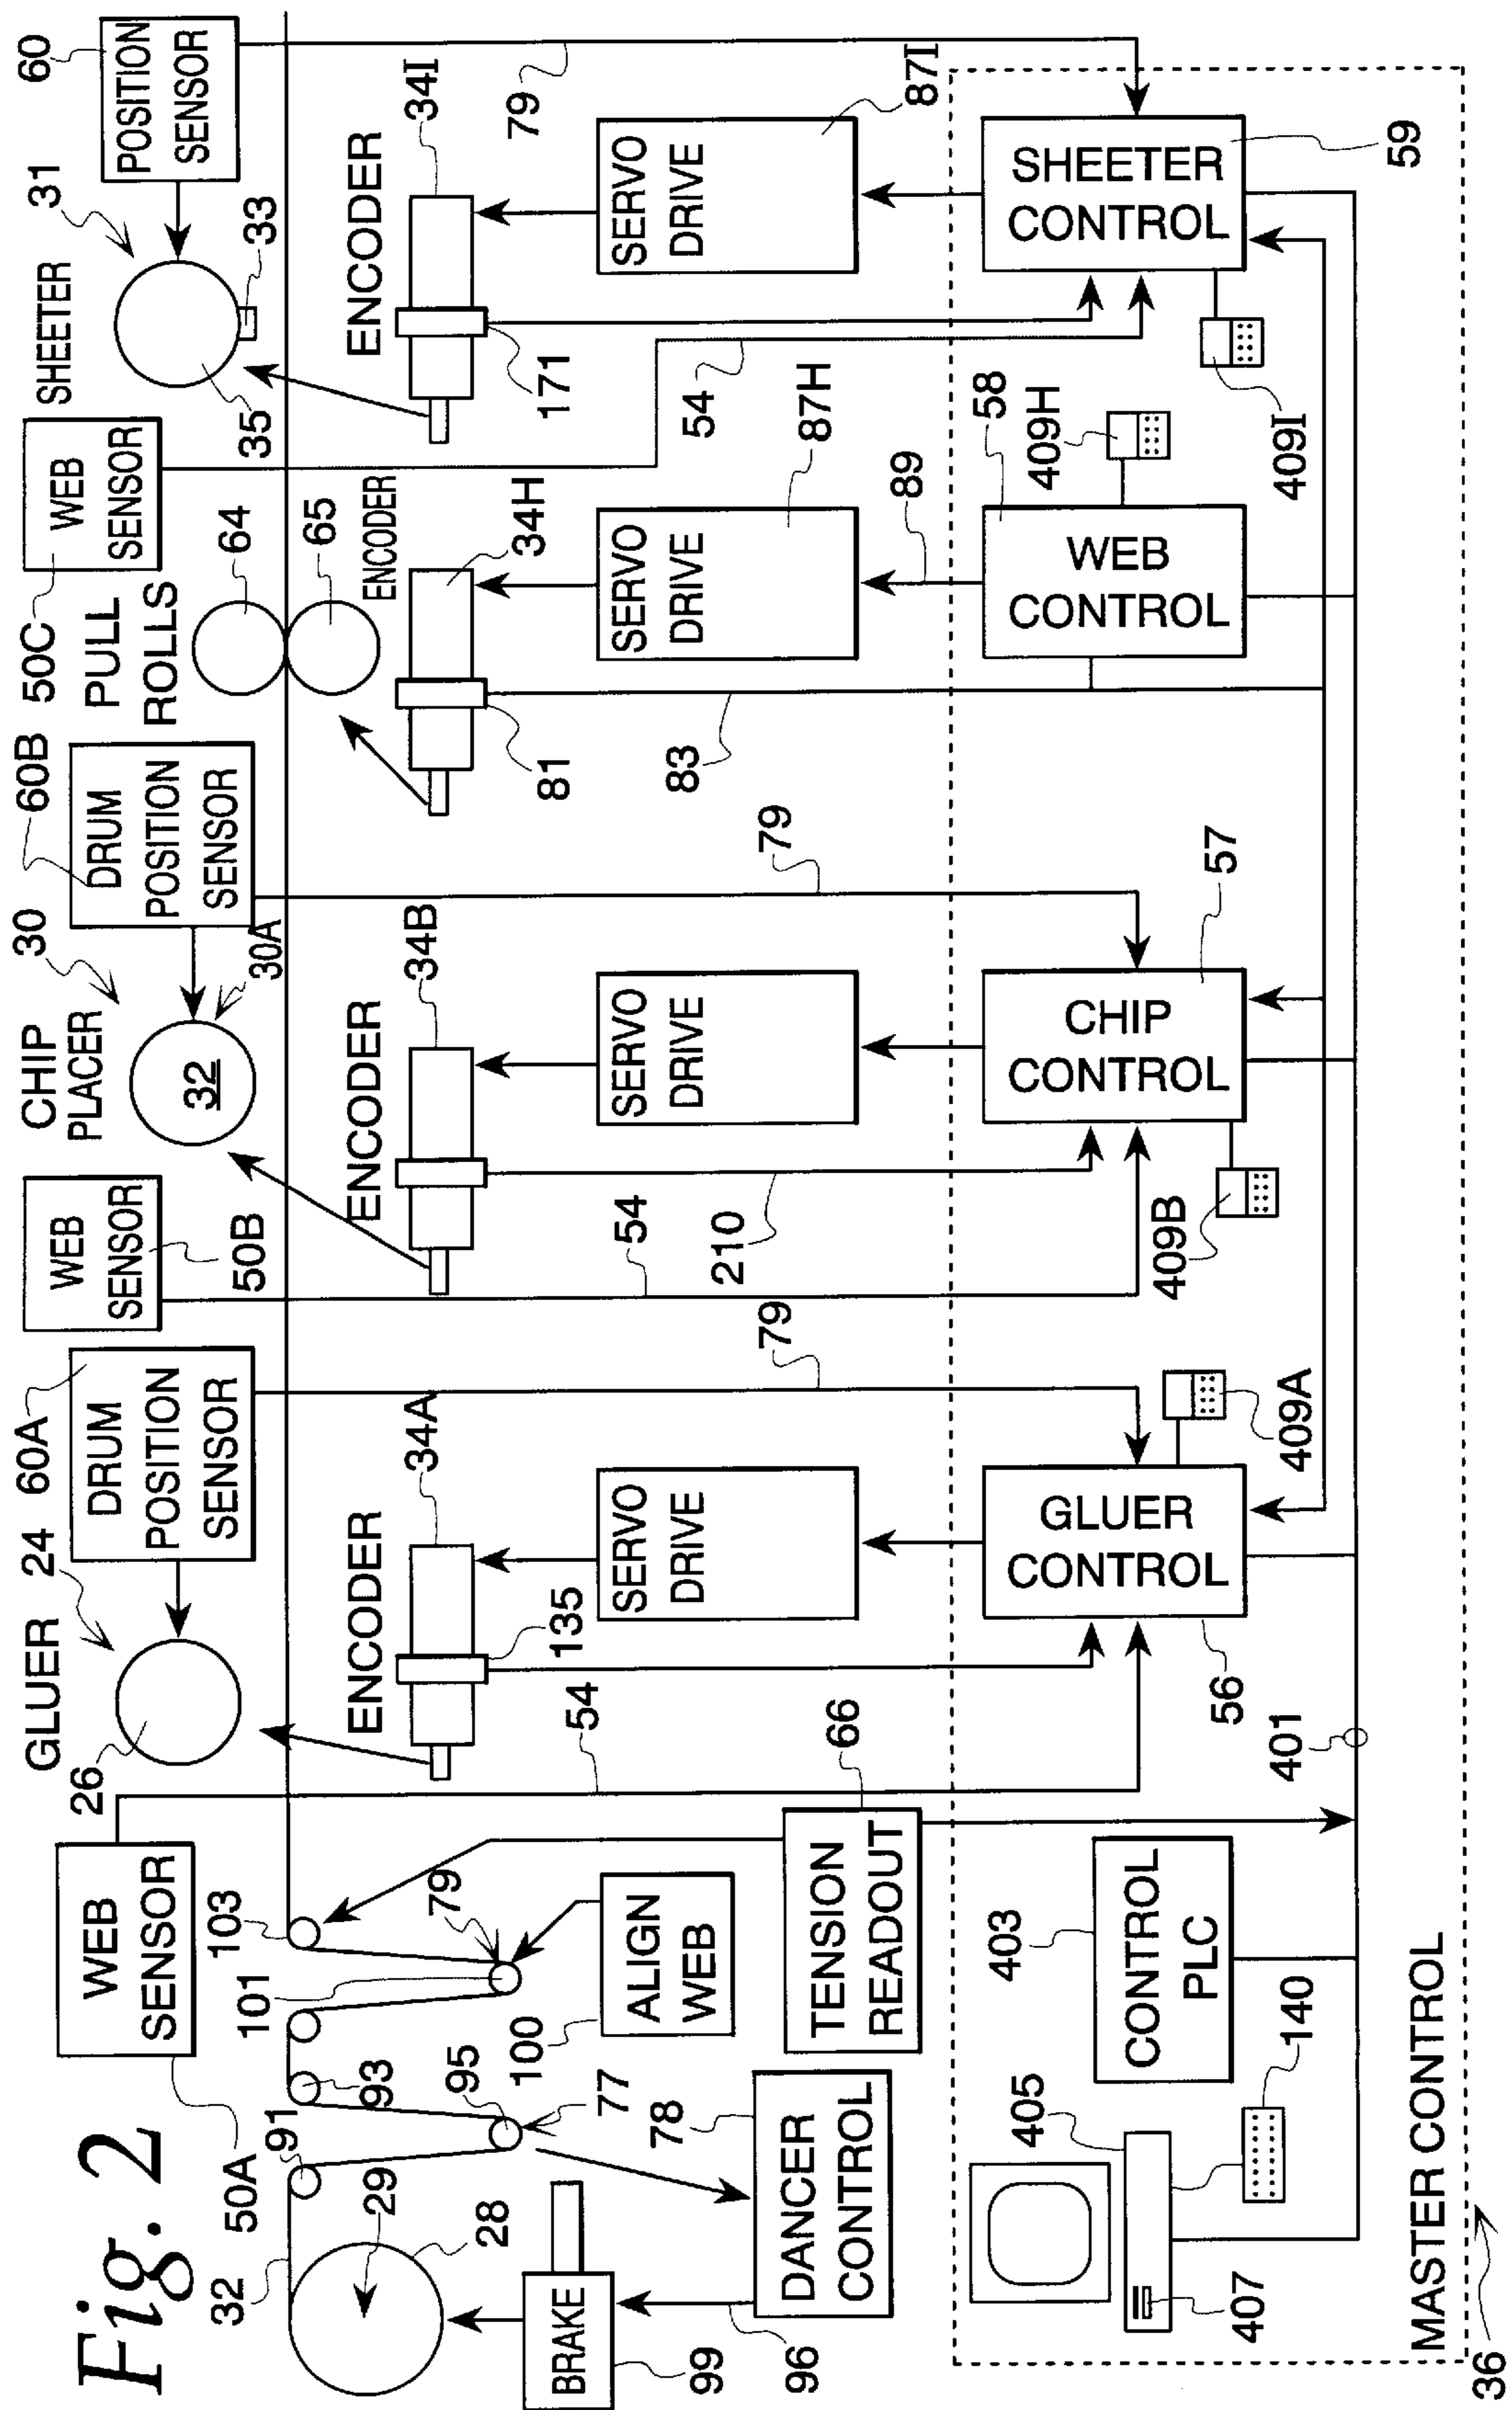 Fig. 2
WEB
SENSOR
50A
GLUER
24
26
60A
DRUM
POSITION
SENSOR
WEB
SENSOR
50B
CHIP
PLACER
30
32
30A
60B
DRUM
POSITION
SENSOR
PULL
ROLLS
64
65
50C
WEB
SENSOR
SHEETER
31
33
35
60
POSITION
SENSOR
32
29
28
91
93
95
77
101
103
79
ALIGN
WEB
100
BRAKE
99
96
78
DANCER
CONTROL
TENSION
READOUT
66
54
ENCODER
34A
135
SERVO
DRIVE
79
54
ENCODER
34B
210
SERVO
DRIVE
79
ENCODER
34H
81
83
SERVO
DRIVE
87H
89
54
ENCODER
34I
171
SERVO
DRIVE
87I
79
GLUER
CONTROL
56
409A
CHIP
CONTROL
57
409B
WEB
CONTROL
58
409H
SHEETER
CONTROL
59
409I
401
403
CONTROL
PLC
405
407
140
MASTER CONTROL
36